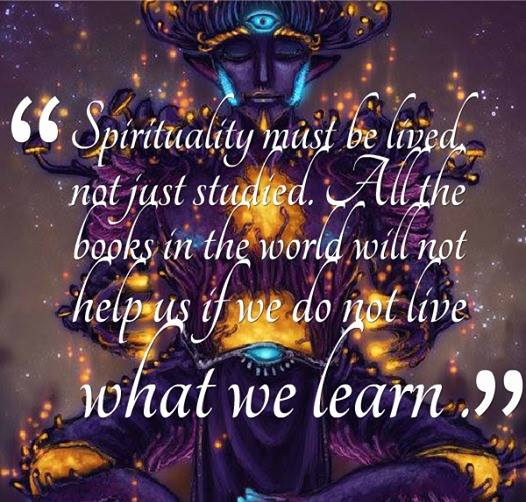 “ Spirituality must be lived,
not just studied. All the
books in the world will not
help us if we do not live
what we learn .”